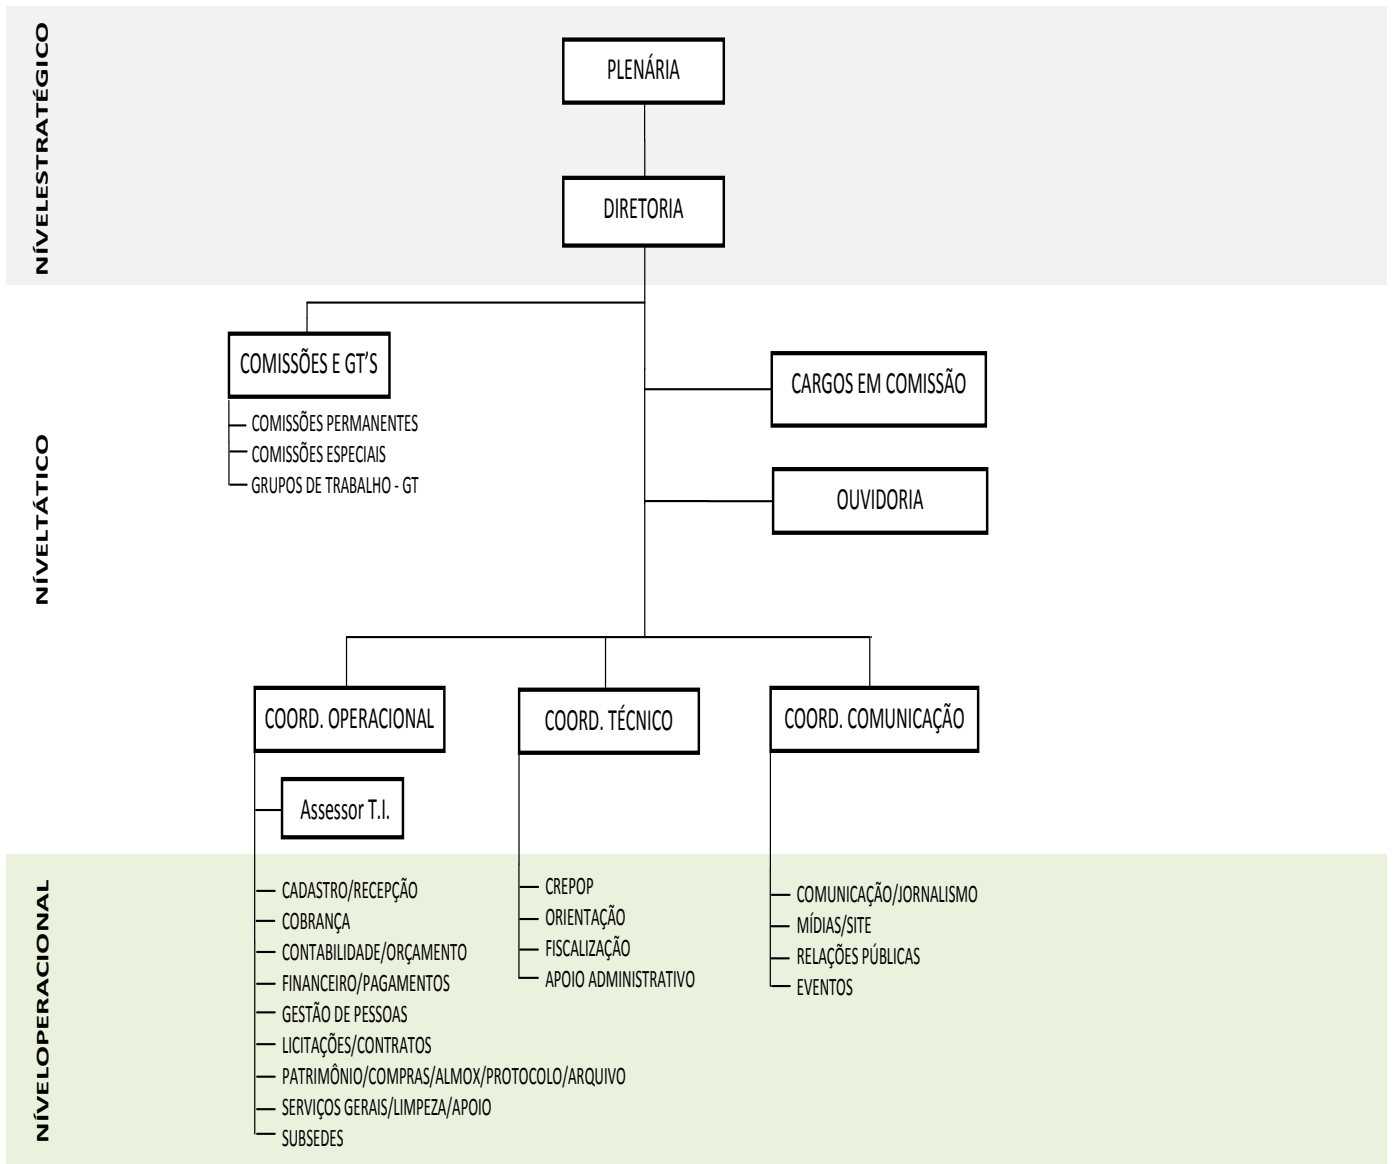 NÍVELESTRATÉGICO
PLENÁRIA
DIRETORIA
NÍVELTÁTICO
COMISSÕES E GT’S
COMISSÕES PERMANENTES
COMISSÕES ESPECIAIS
GRUPOS DE TRABALHO - GT
CARGOS EM COMISSÃO
OUVIDORIA
COORD. OPERACIONAL
COORD. TÉCNICO
COORD. COMUNICAÇÃO
Assessor T.I.
NÍVELOPERACIONAL
CADASTRO/RECEPÇÃO
COBRANÇA
CONTABILIDADE/ORÇAMENTO
FINANCEIRO/PAGAMENTOS
GESTÃO DE PESSOAS
LICITAÇÕES/CONTRATOS
PATRIMÔNIO/COMPRAS/ALMOX/PROTOCOLO/ARQUIVO
SERVIÇOS GERAIS/LIMPEZA/APOIO
SUBSEDES
CREPOP
ORIENTAÇÃO
FISCALIZAÇÃO
APOIO ADMINISTRATIVO
COMUNICAÇÃO/JORNALISMO
MÍDIAS/SITE
RELAÇÕES PÚBLICAS
EVENTOS